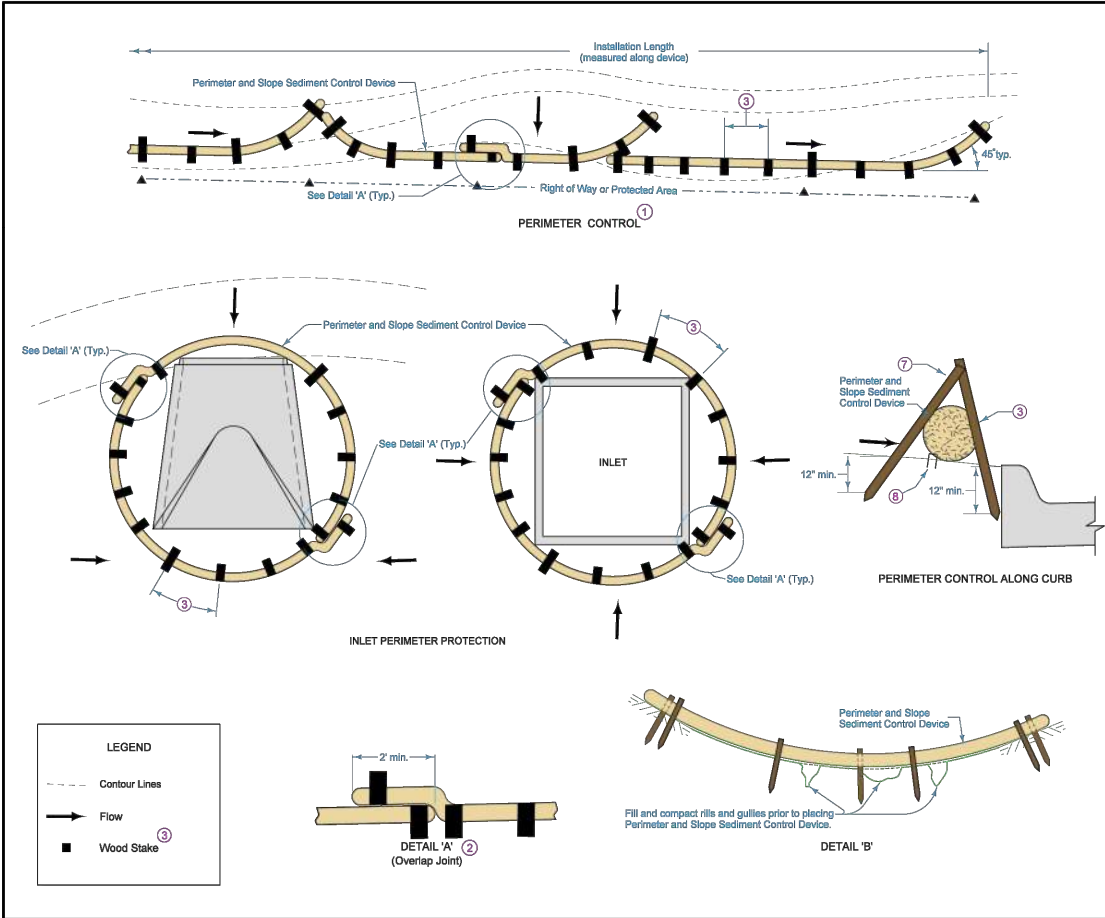 Installation Length
(measured along device)
Perimeter and Slope Sediment Control Device
3
45° typ.
See Detail 'A' (Typ.)
Right of Way or Protected Area
PERIMETER CONTROL 1
Perimeter and Slope Sediment Control Device
3
See Detail 'A' (Typ.)
See Detail 'A' (Typ.)
INLET
7
Perimeter and
Slope Sediment
Control Device
3
12" min.
8
12" min.
See Detail 'A' (Typ.)
3
PERIMETER CONTROL ALONG CURB
INLET PERIMETER PROTECTION
LEGEND
Contour Lines
Flow
Wood Stake 3
2' min.
DETAIL 'A' 2
(Overlap Joint)
Perimeter and Slope
Sediment Control Device
Fill and compact rills and gullies prior to placing
Perimeter and Slope Sediment Control Device.
DETAIL 'B'